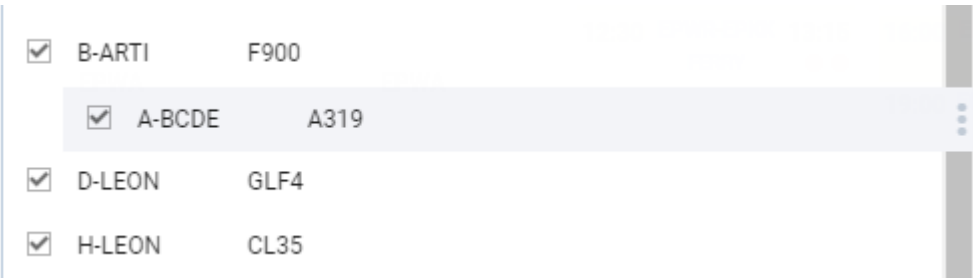 B-ARTI F900
A-BCDE A319
D-LEON GLF4
H-LEON CL35